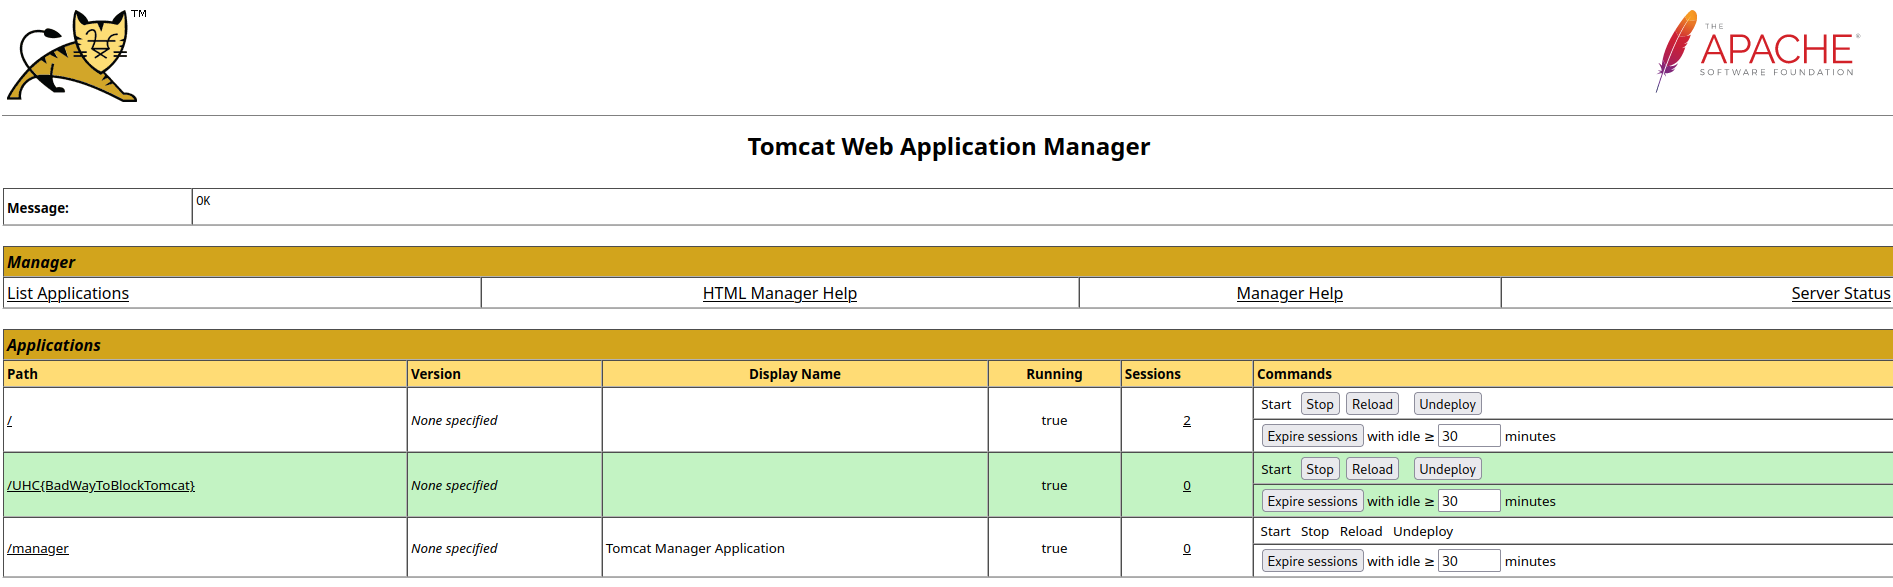 TM
THE
APACHE®
SOFTWARE FOUNDATION
Tomcat Web Application Manager
Message: OK
Manager
List Applications HTML Manager Help Manager Help Server Status
Applications
Path Version Display Name Running Sessions Commands
/ None specified true 2 Start Stop Reload Undeploy
Expire sessions with idle ≥ 30 minutes
/UHC{BadWayToBlockTomcat} None specified true 0 Start Stop Reload Undeploy
Expire sessions with idle ≥ 30 minutes
/manager None specified Tomcat Manager Application true 0 Start Stop Reload Undeploy
Expire sessions with idle ≥ 30 minutes